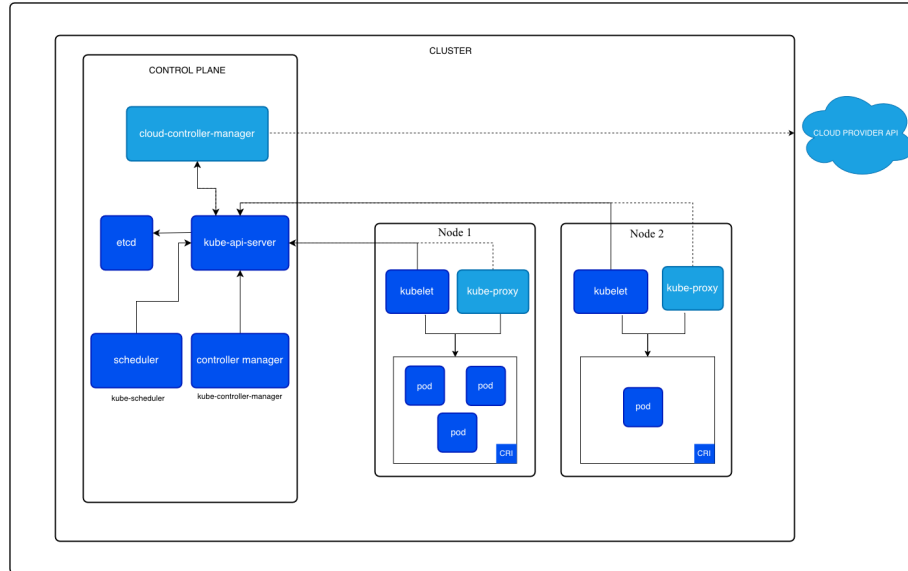 CLUSTER
CONTROL PLANE
cloud-controller-manager
CLOUD PROVIDER API
etcd
kube-api-server
scheduler
kube-scheduler
controller manager
kube-controller-manager
Node 1
kubelet
kube-proxy
pod
pod
pod
CRI
Node 2
kubelet
kube-proxy
pod
CRI